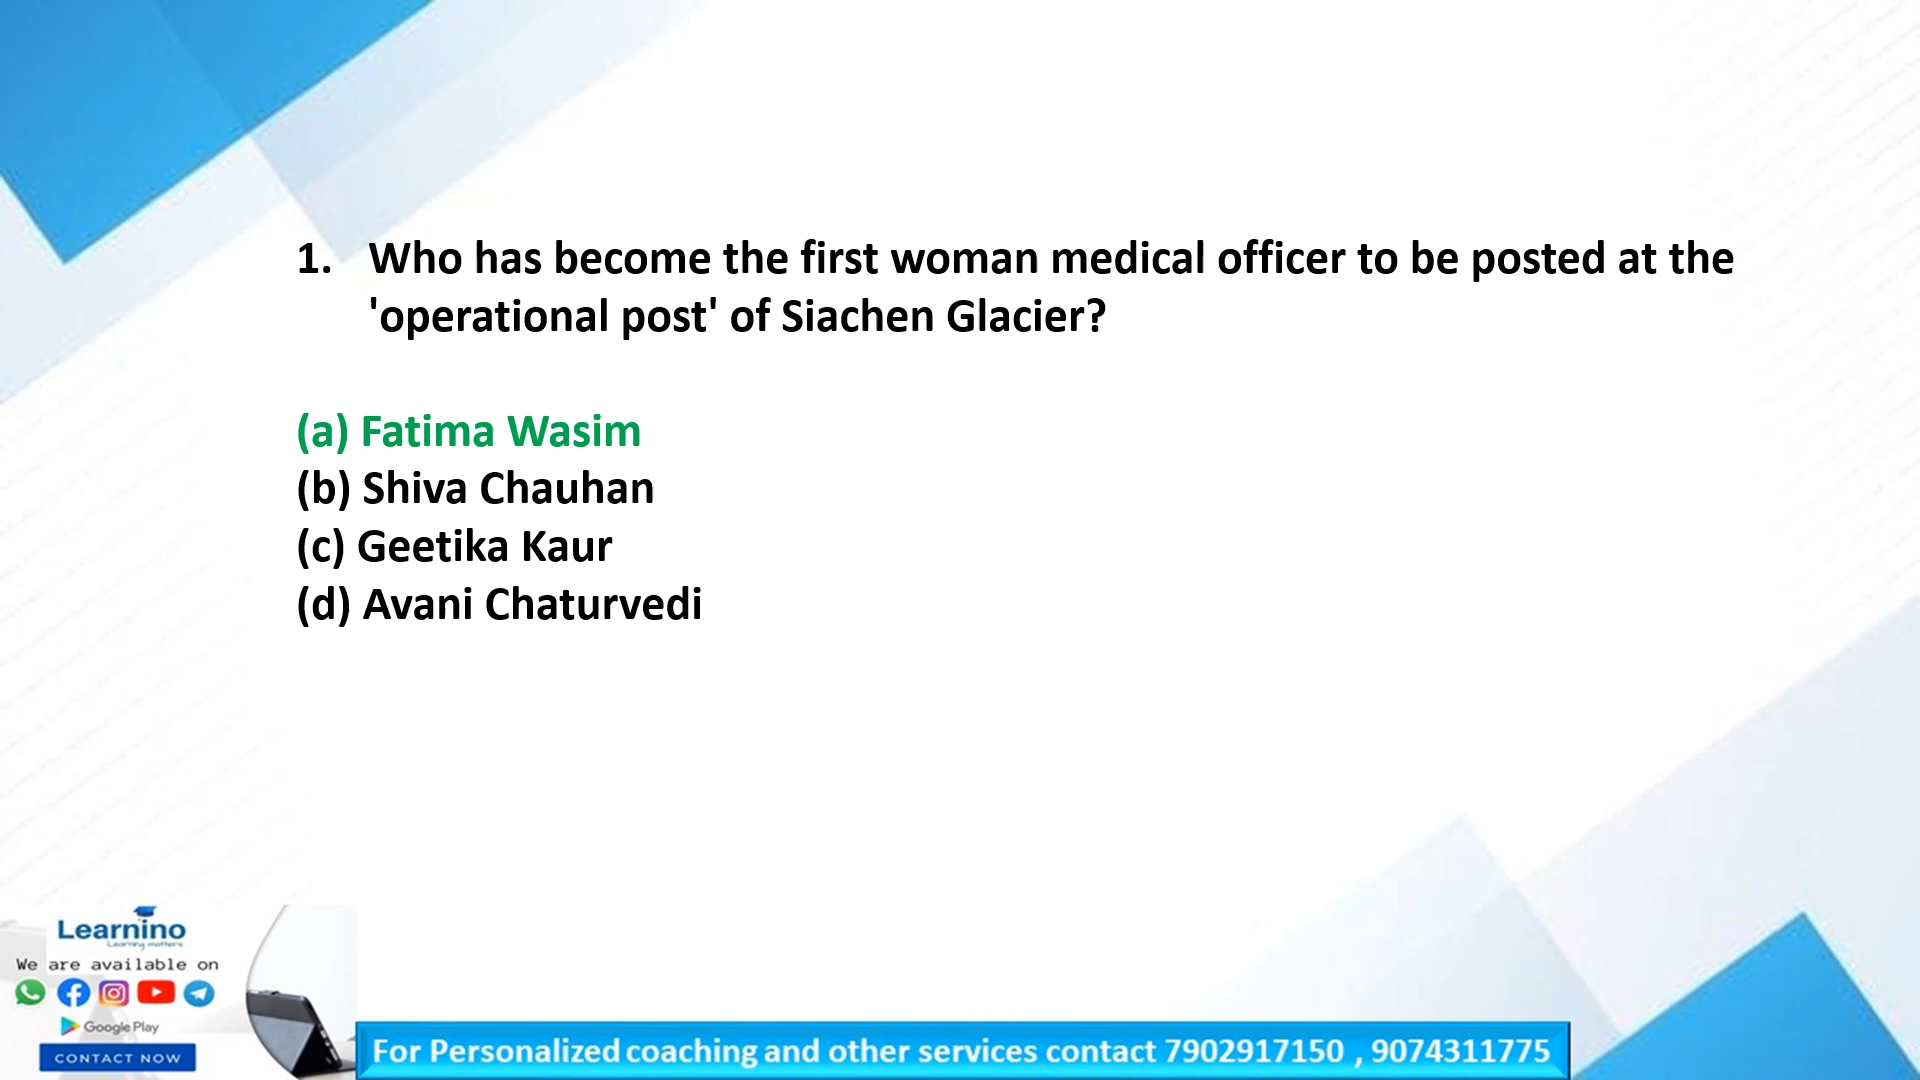 1. Who has become the first woman medical officer to be posted at the
'operational post' of Siachen Glacier?
(a) Fatima Wasim
(b) Shiva Chauhan
(c) Geetika Kaur
(d) Avani Chaturvedi
Learnino
Learning matters
We are available on
Google Play
CONTACT NOW
For Personalized coaching and other services contact 7902917150 , 9074311775